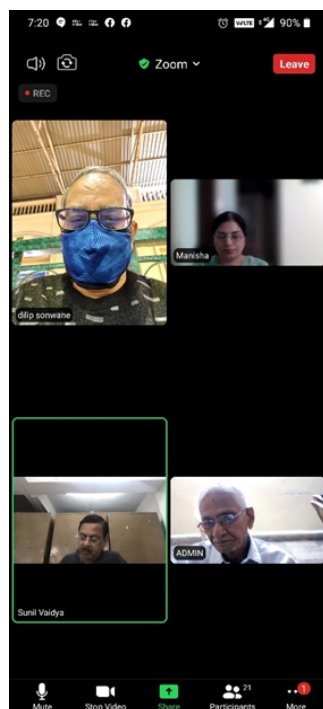 7:20 90%
Zoom Leave
REC
Manisha
dilip sonwane
ADMIN
Sunil Vaidya
21 1
Mute Stop Video Share Participants More